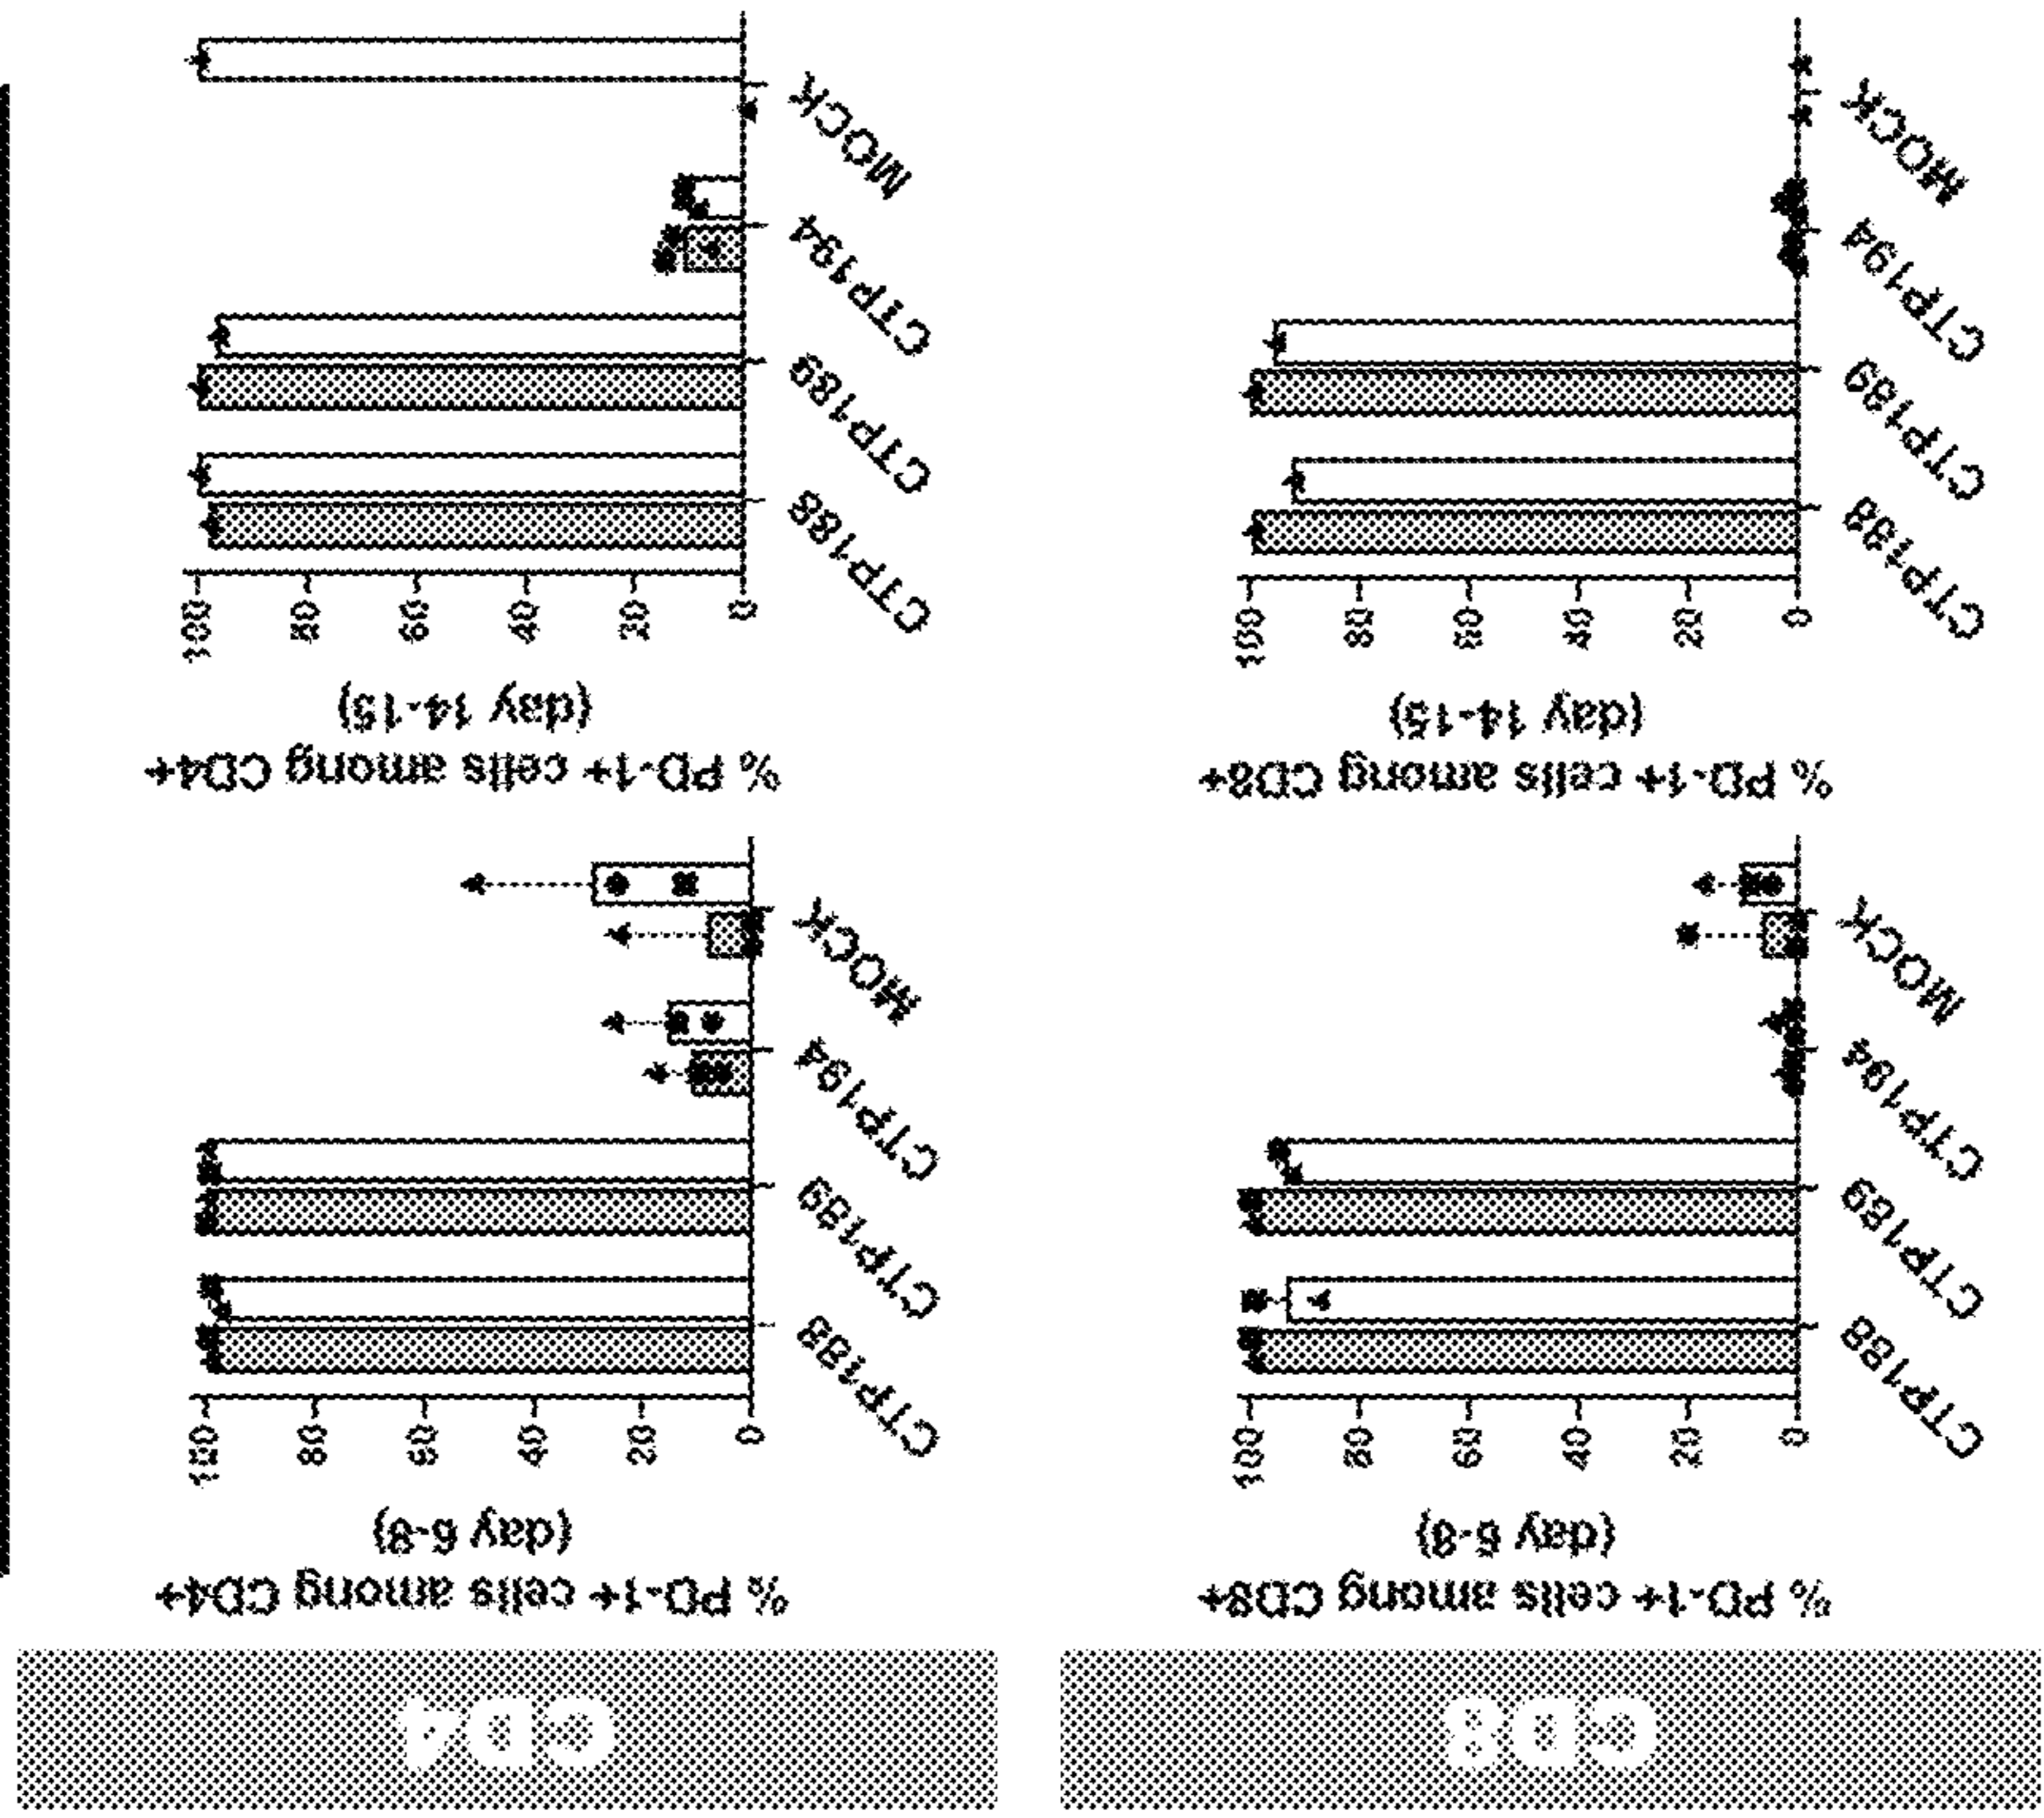 CD4
% PD-1+ cells among CD4+
(day 6-8)
100
80
60
40
20
0
CTP188
CTP189
CTP194
MOCK
% PD-1+ cells among CD4+
(day 14-15)
100
80
60
40
20
0
CTP188
CTP189
CTP194
MOCK
CD8
% PD-1+ cells among CD8+
(day 6-8)
100
80
60
40
20
0
CTP188
CTP189
CTP194
MOCK
% PD-1+ cells among CD8+
(day 14-15)
100
80
60
40
20
0
CTP188
CTP189
CTP194
MOCK